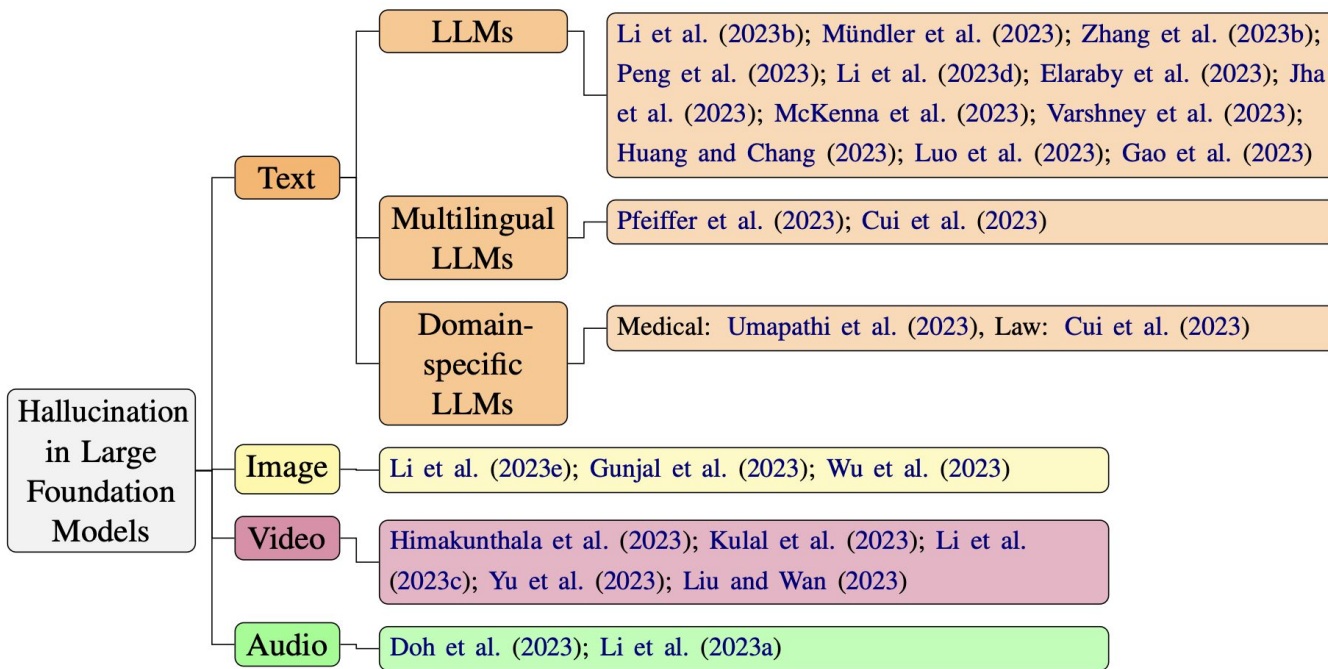 Hallucination
in Large
Foundation
Models
Text
LLMs
Li et al. (2023b); Mündler et al. (2023); Zhang et al. (2023b);
Peng et al. (2023); Li et al. (2023d); Elaraby et al. (2023); Jha
et al. (2023); McKenna et al. (2023); Varshney et al. (2023);
Huang and Chang (2023); Luo et al. (2023); Gao et al. (2023)
Multilingual
LLMs
Pfeiffer et al. (2023); Cui et al. (2023)
Domain-
specific
LLMs
Medical: Umapathi et al. (2023), Law: Cui et al. (2023)
Image
Li et al. (2023e); Gunjal et al. (2023); Wu et al. (2023)
Video
Himakunthala et al. (2023); Kulal et al. (2023); Li et al.
(2023c); Yu et al. (2023); Liu and Wan (2023)
Audio
Doh et al. (2023); Li et al. (2023a)